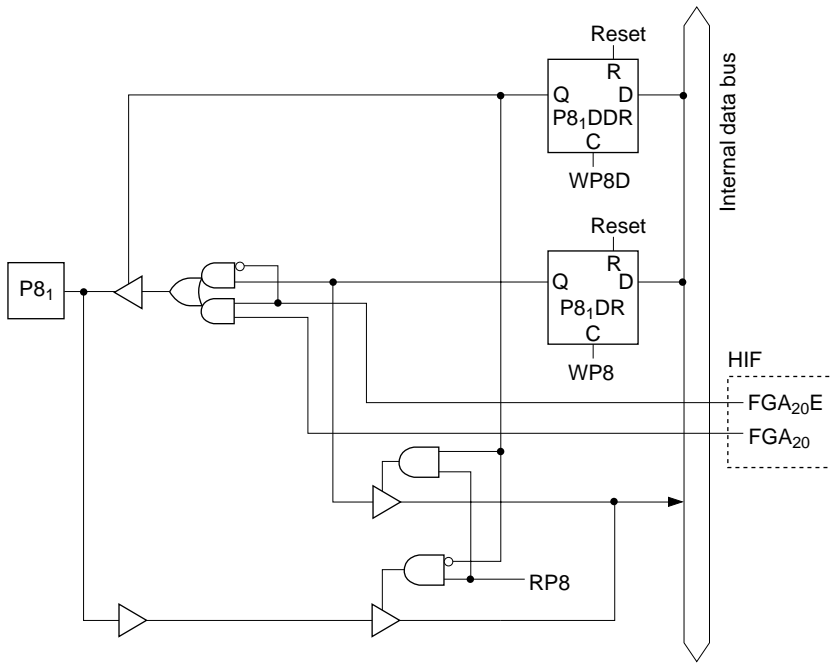 Reset
R
Q D
P8₁DDR
C
WP8D
Internal data bus
Reset
R
Q D
P8₁DR
C
WP8
P8₁
HIF
FGA₂₀E
FGA₂₀
RP8